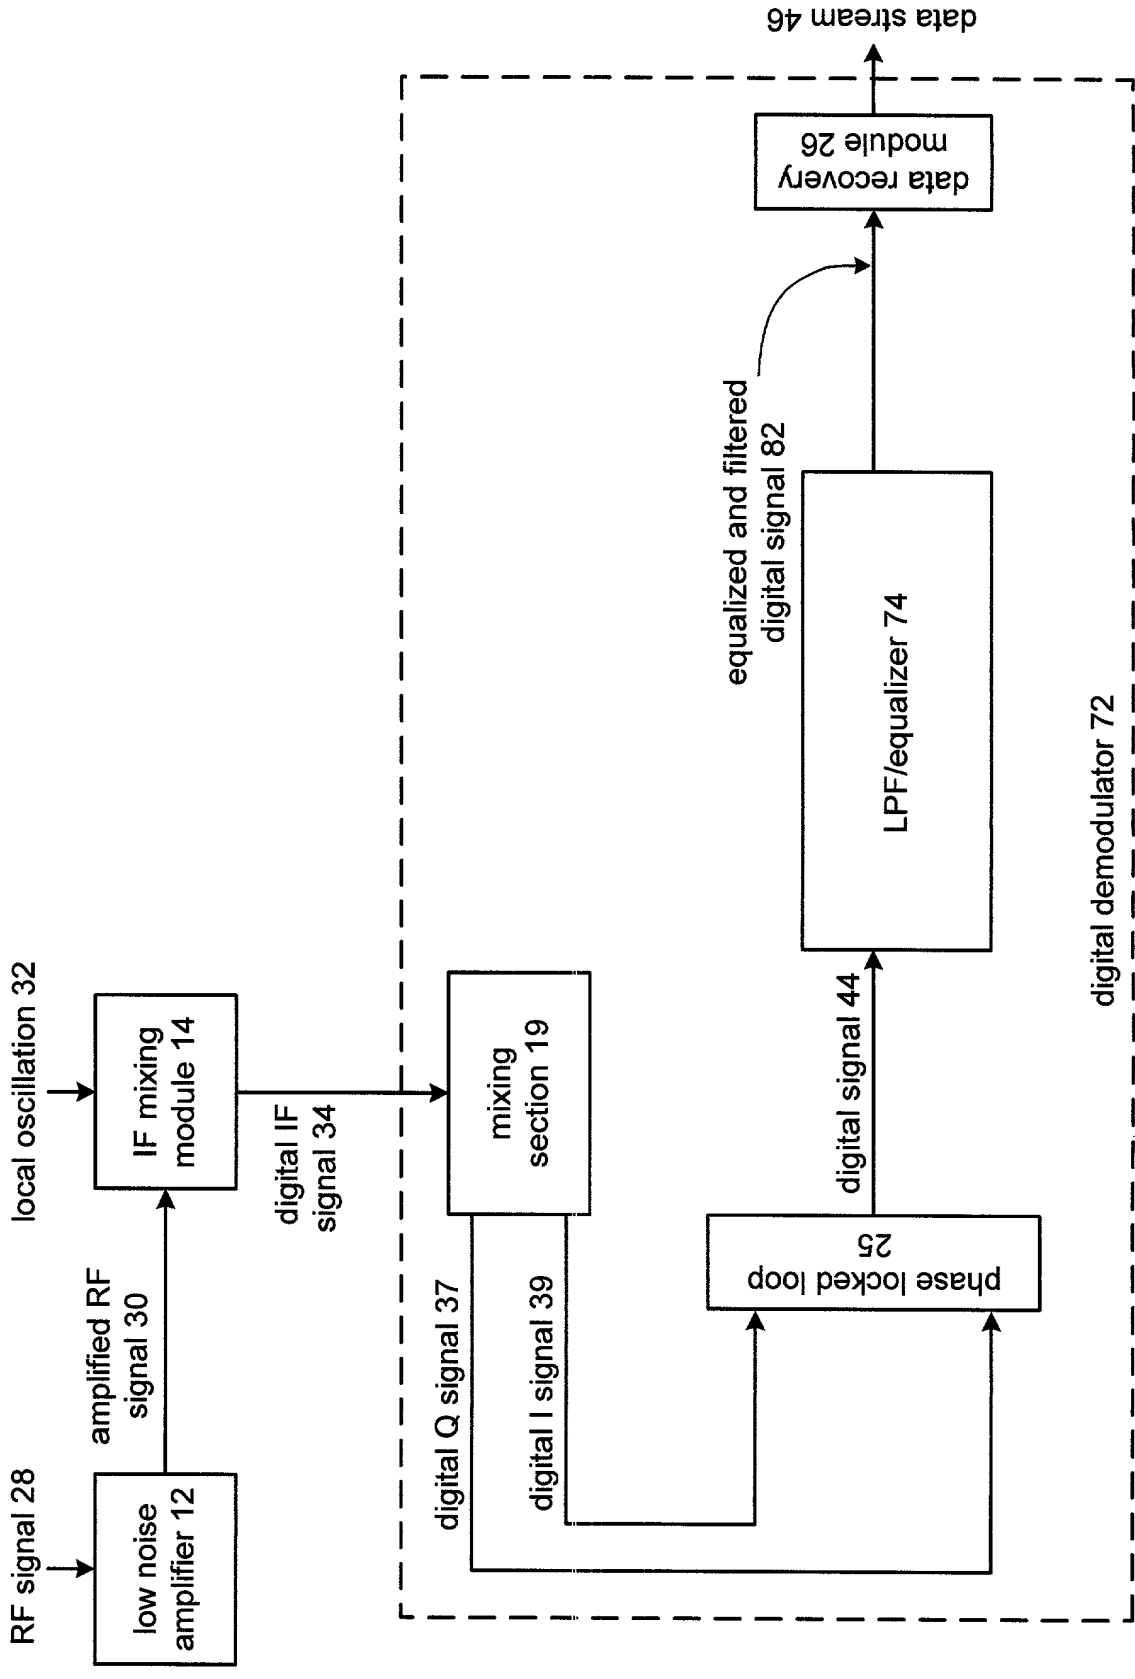 RF signal 28
low noise
amplifier 12
amplified RF
signal 30
local oscillation 32
IF mixing
module 14
digital IF
signal 34
mixing
section 19
digital Q signal 37
digital I signal 39
phase locked loop
25
digital signal 44
LPF/equalizer 74
equalized and filtered
digital signal 82
data recovery
module 26
data stream 46
digital demodulator 72